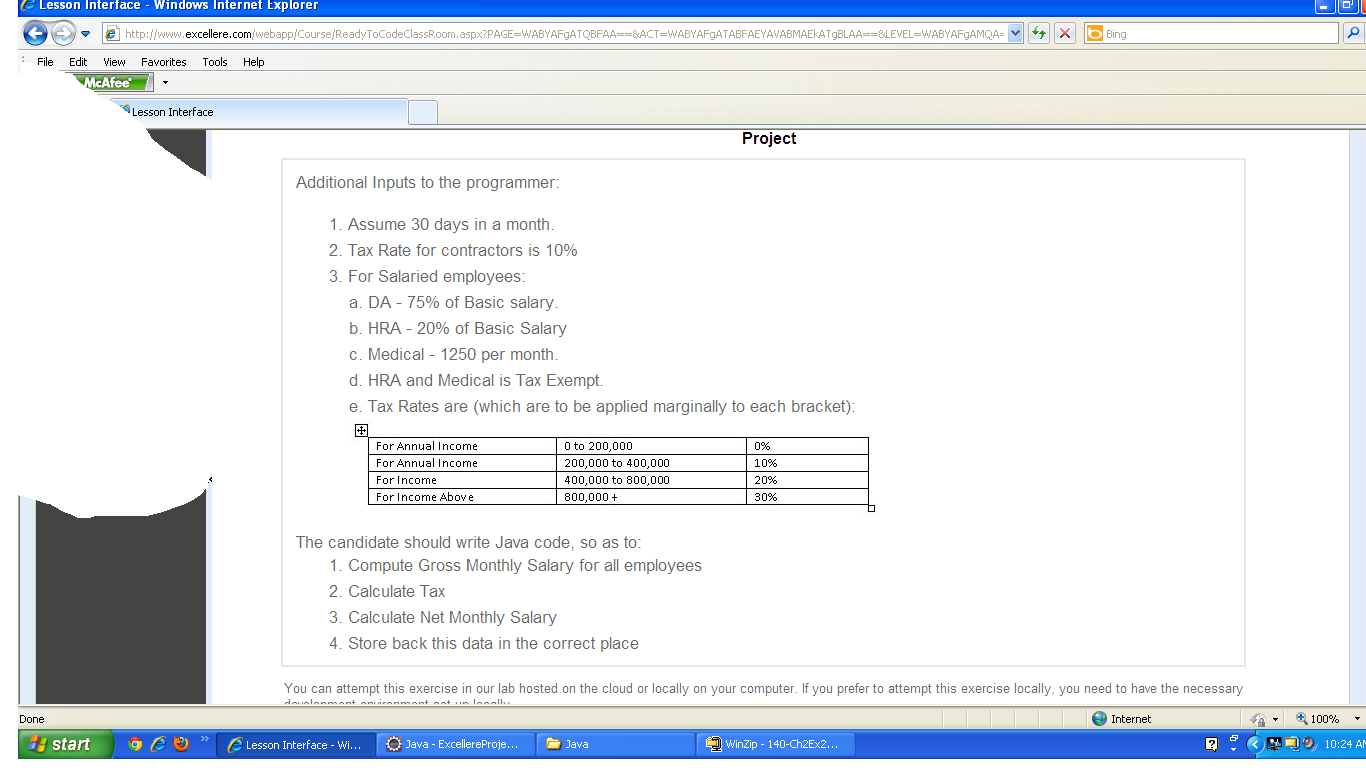 Lesson Interface - Windows Internet Explorer
http://www.excellere.com/webapp/Course/ReadyToCodeClassRoom.aspx?PAGE=WABYAFgATQBFAA==&ACT=WABYAFgATABFAEYAVABMAEkATgBLAA==&LEVEL=WABYAFgAMQA=
Bing
File Edit View Favorites Tools Help
McAfee
Lesson Interface
Project
Additional Inputs to the programmer:
1. Assume 30 days in a month.
2. Tax Rate for contractors is 10%
3. For Salaried employees:
a. DA - 75% of Basic salary.
b. HRA - 20% of Basic Salary
c. Medical - 1250 per month.
d. HRA and Medical is Tax Exempt.
e. Tax Rates are (which are to be applied marginally to each bracket):
For Annual Income 0 to 200,000 0%
For Annual Income 200,000 to 400,000 10%
For Income 400,000 to 800,000 20%
For Income Above 800,000 + 30%
The candidate should write Java code, so as to:
1. Compute Gross Monthly Salary for all employees
2. Calculate Tax
3. Calculate Net Monthly Salary
4. Store back this data in the correct place
You can attempt this exercise in our lab hosted on the cloud or locally on your computer. If you prefer to attempt this exercise locally, you need to have the necessary
development environment set up locally
Done Internet 100%
start Lesson Interface - Wi... Java - ExcellereProje... Java WinZip - 140-Ch2Ex2... 10:24 AM